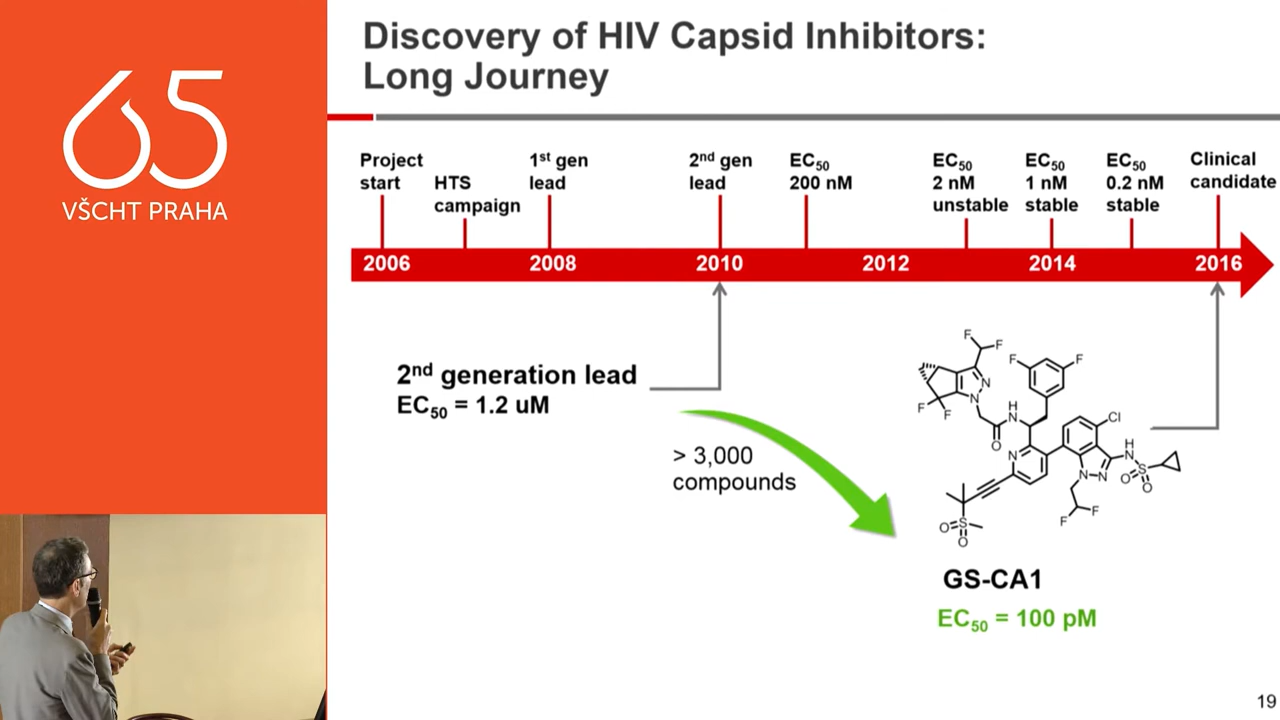 65
VŠCHT PRAHA
Discovery of HIV Capsid Inhibitors:
Long Journey
Project
start
HTS
campaign
1st gen
lead
2nd gen
lead
EC50
200 nM
EC50
2 nM
unstable
EC50
1 nM
stable
EC50
0.2 nM
stable
Clinical
candidate
2006
2008
2010
2012
2014
2016
2nd generation lead
EC50 = 1.2 uM
> 3,000
compounds
F
F
F
F
F
F
N
N
H
N
O
Cl
N
H
N
N
N
S
O
O
F
F
O
S
O
GS-CA1
EC50 = 100 pM
19